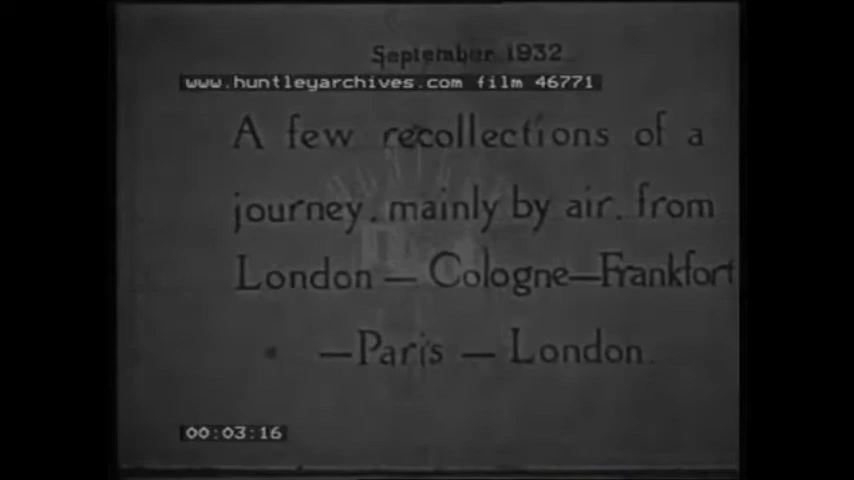 September 1932
www.huntleyarchives.com film 46771
A few recollections of a
journey, mainly by air, from
London — Cologne — Frankfort
— Paris — London.
00:03:16